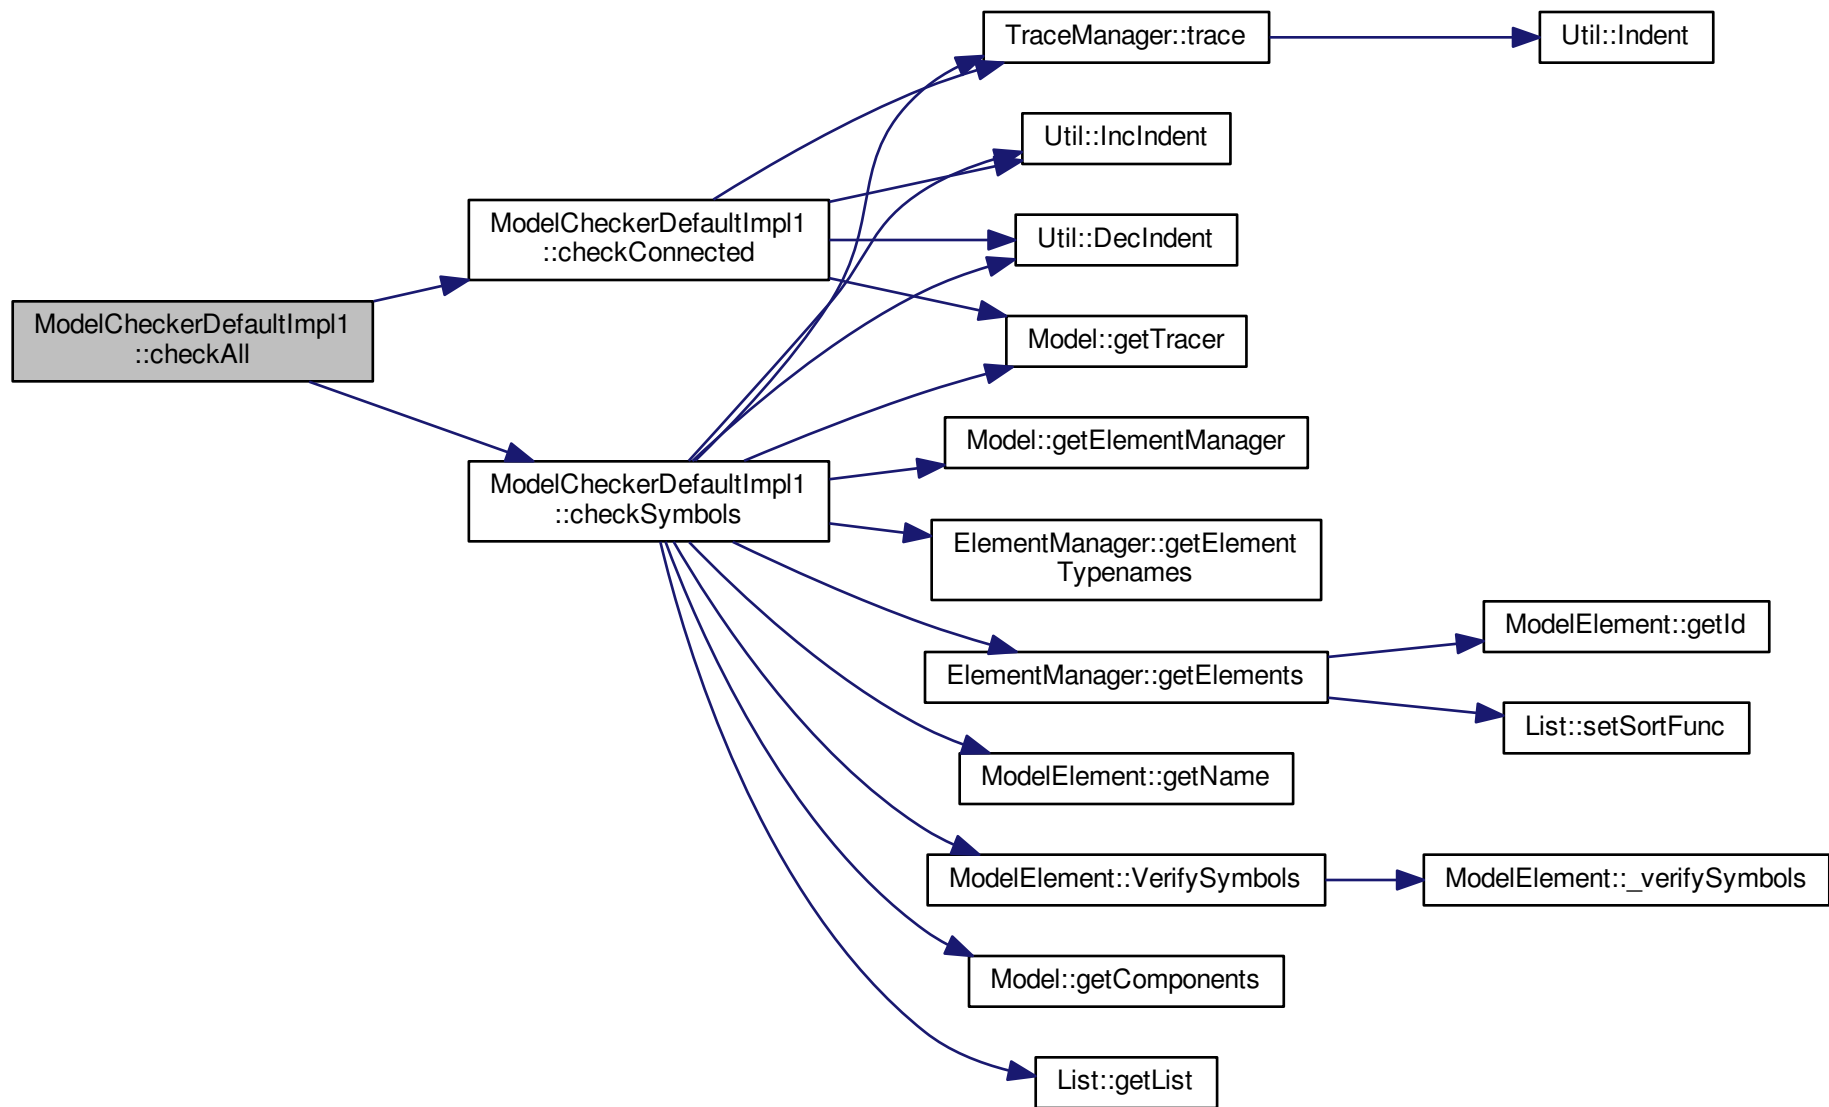 ModelCheckerDefaultImpl1
::checkAll
ModelCheckerDefaultImpl1
::checkConnected
ModelCheckerDefaultImpl1
::checkSymbols
TraceManager::trace
Util::Indent
Util::IncIndent
Util::DecIndent
Model::getTracer
Model::getElementManager
ElementManager::getElement
Typenames
ElementManager::getElements
ModelElement::getId
List::setSortFunc
ModelElement::getName
ModelElement::VerifySymbols
ModelElement::_verifySymbols
Model::getComponents
List::getList